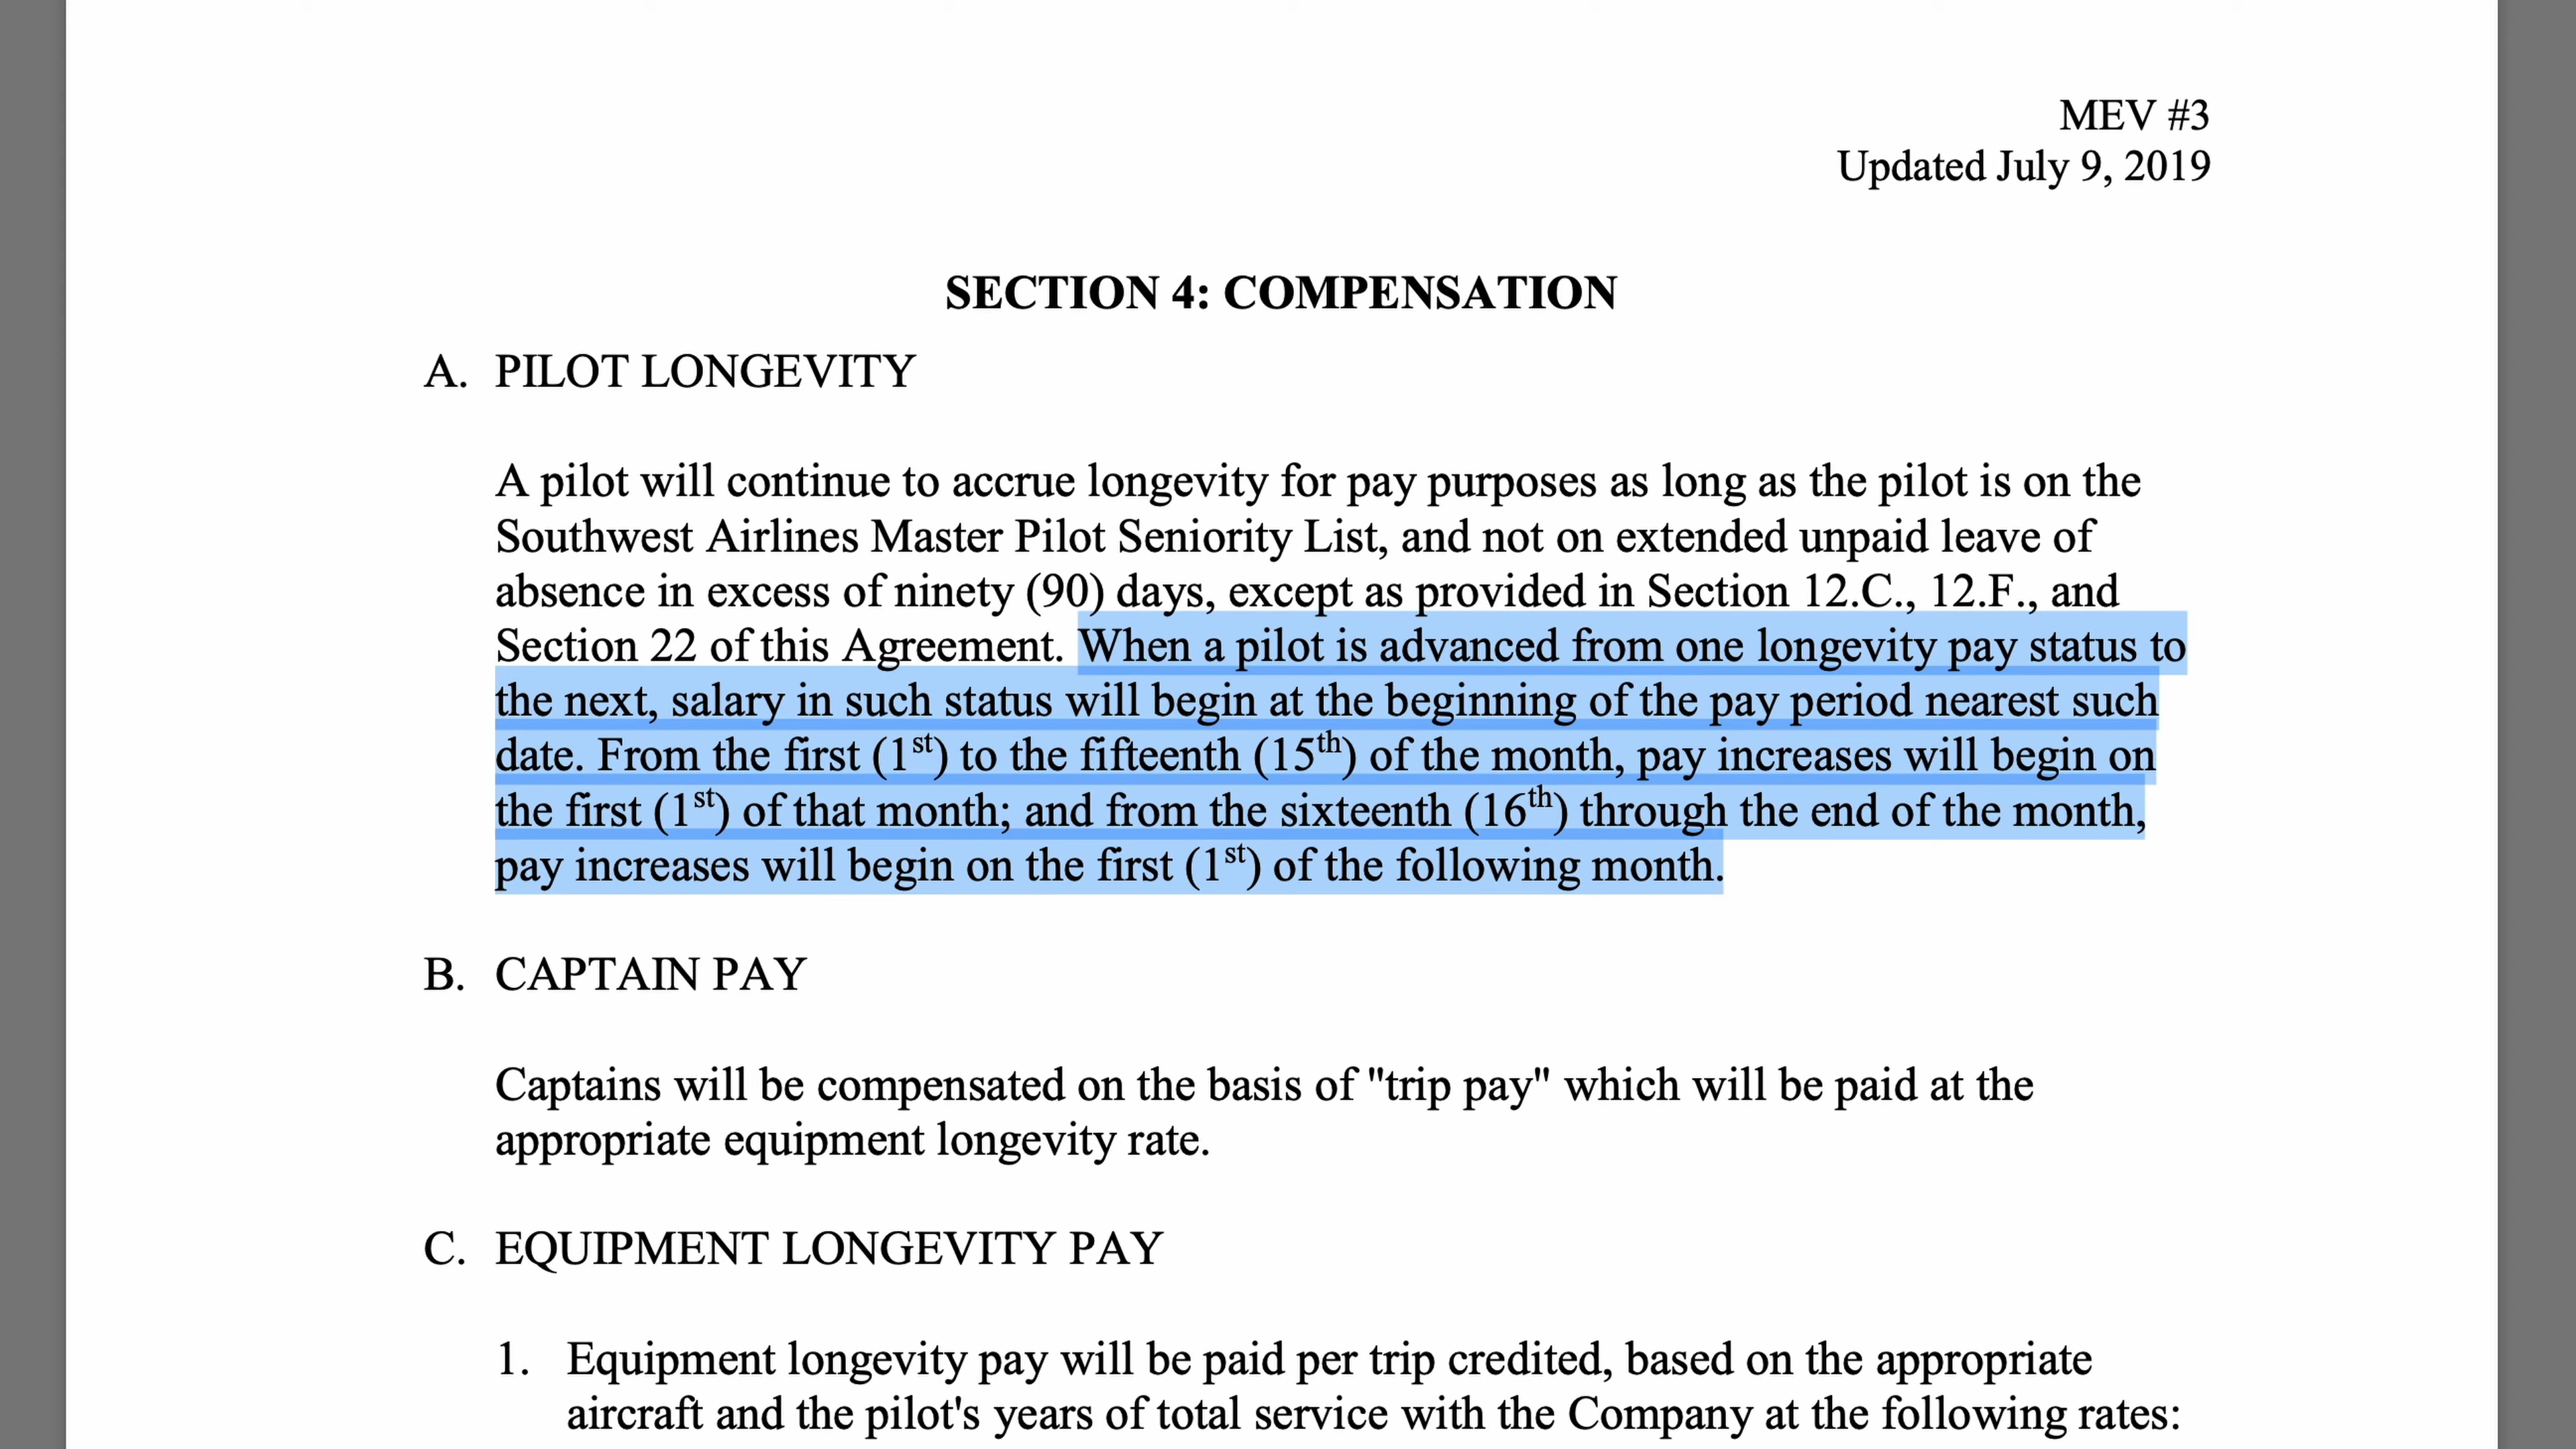 MEV #3
Updated July 9, 2019
SECTION 4: COMPENSATION
A. PILOT LONGEVITY
A pilot will continue to accrue longevity for pay purposes as long as the pilot is on the
Southwest Airlines Master Pilot Seniority List, and not on extended unpaid leave of
absence in excess of ninety (90) days, except as provided in Section 12.C., 12.F., and
Section 22 of this Agreement. When a pilot is advanced from one longevity pay status to
the next, salary in such status will begin at the beginning of the pay period nearest such
date. From the first (1st) to the fifteenth (15th) of the month, pay increases will begin on
the first (1st) of that month; and from the sixteenth (16th) through the end of the month,
pay increases will begin on the first (1st) of the following month.
B. CAPTAIN PAY
Captains will be compensated on the basis of "trip pay" which will be paid at the
appropriate equipment longevity rate.
C. EQUIPMENT LONGEVITY PAY
1. Equipment longevity pay will be paid per trip credited, based on the appropriate
aircraft and the pilot's years of total service with the Company at the following rates: